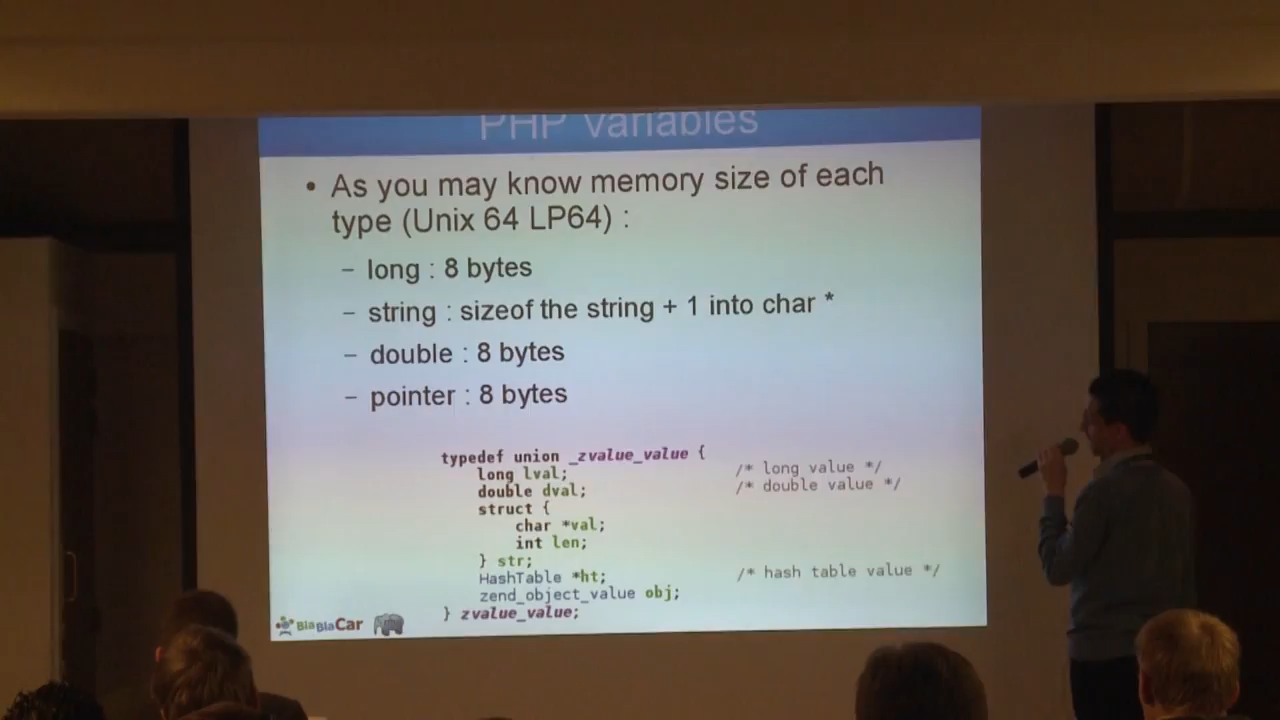 PHP variables
• As you may know memory size of each
type (Unix 64 LP64) :
– long : 8 bytes
– string : sizeof the string + 1 into char *
– double : 8 bytes
– pointer : 8 bytes
typedef union _zvalue_value {
long lval; /* long value */
double dval; /* double value */
struct {
char *val;
int len;
} str;
HashTable *ht; /* hash table value */
zend_object_value obj;
} zvalue_value;
BlaBlaCar